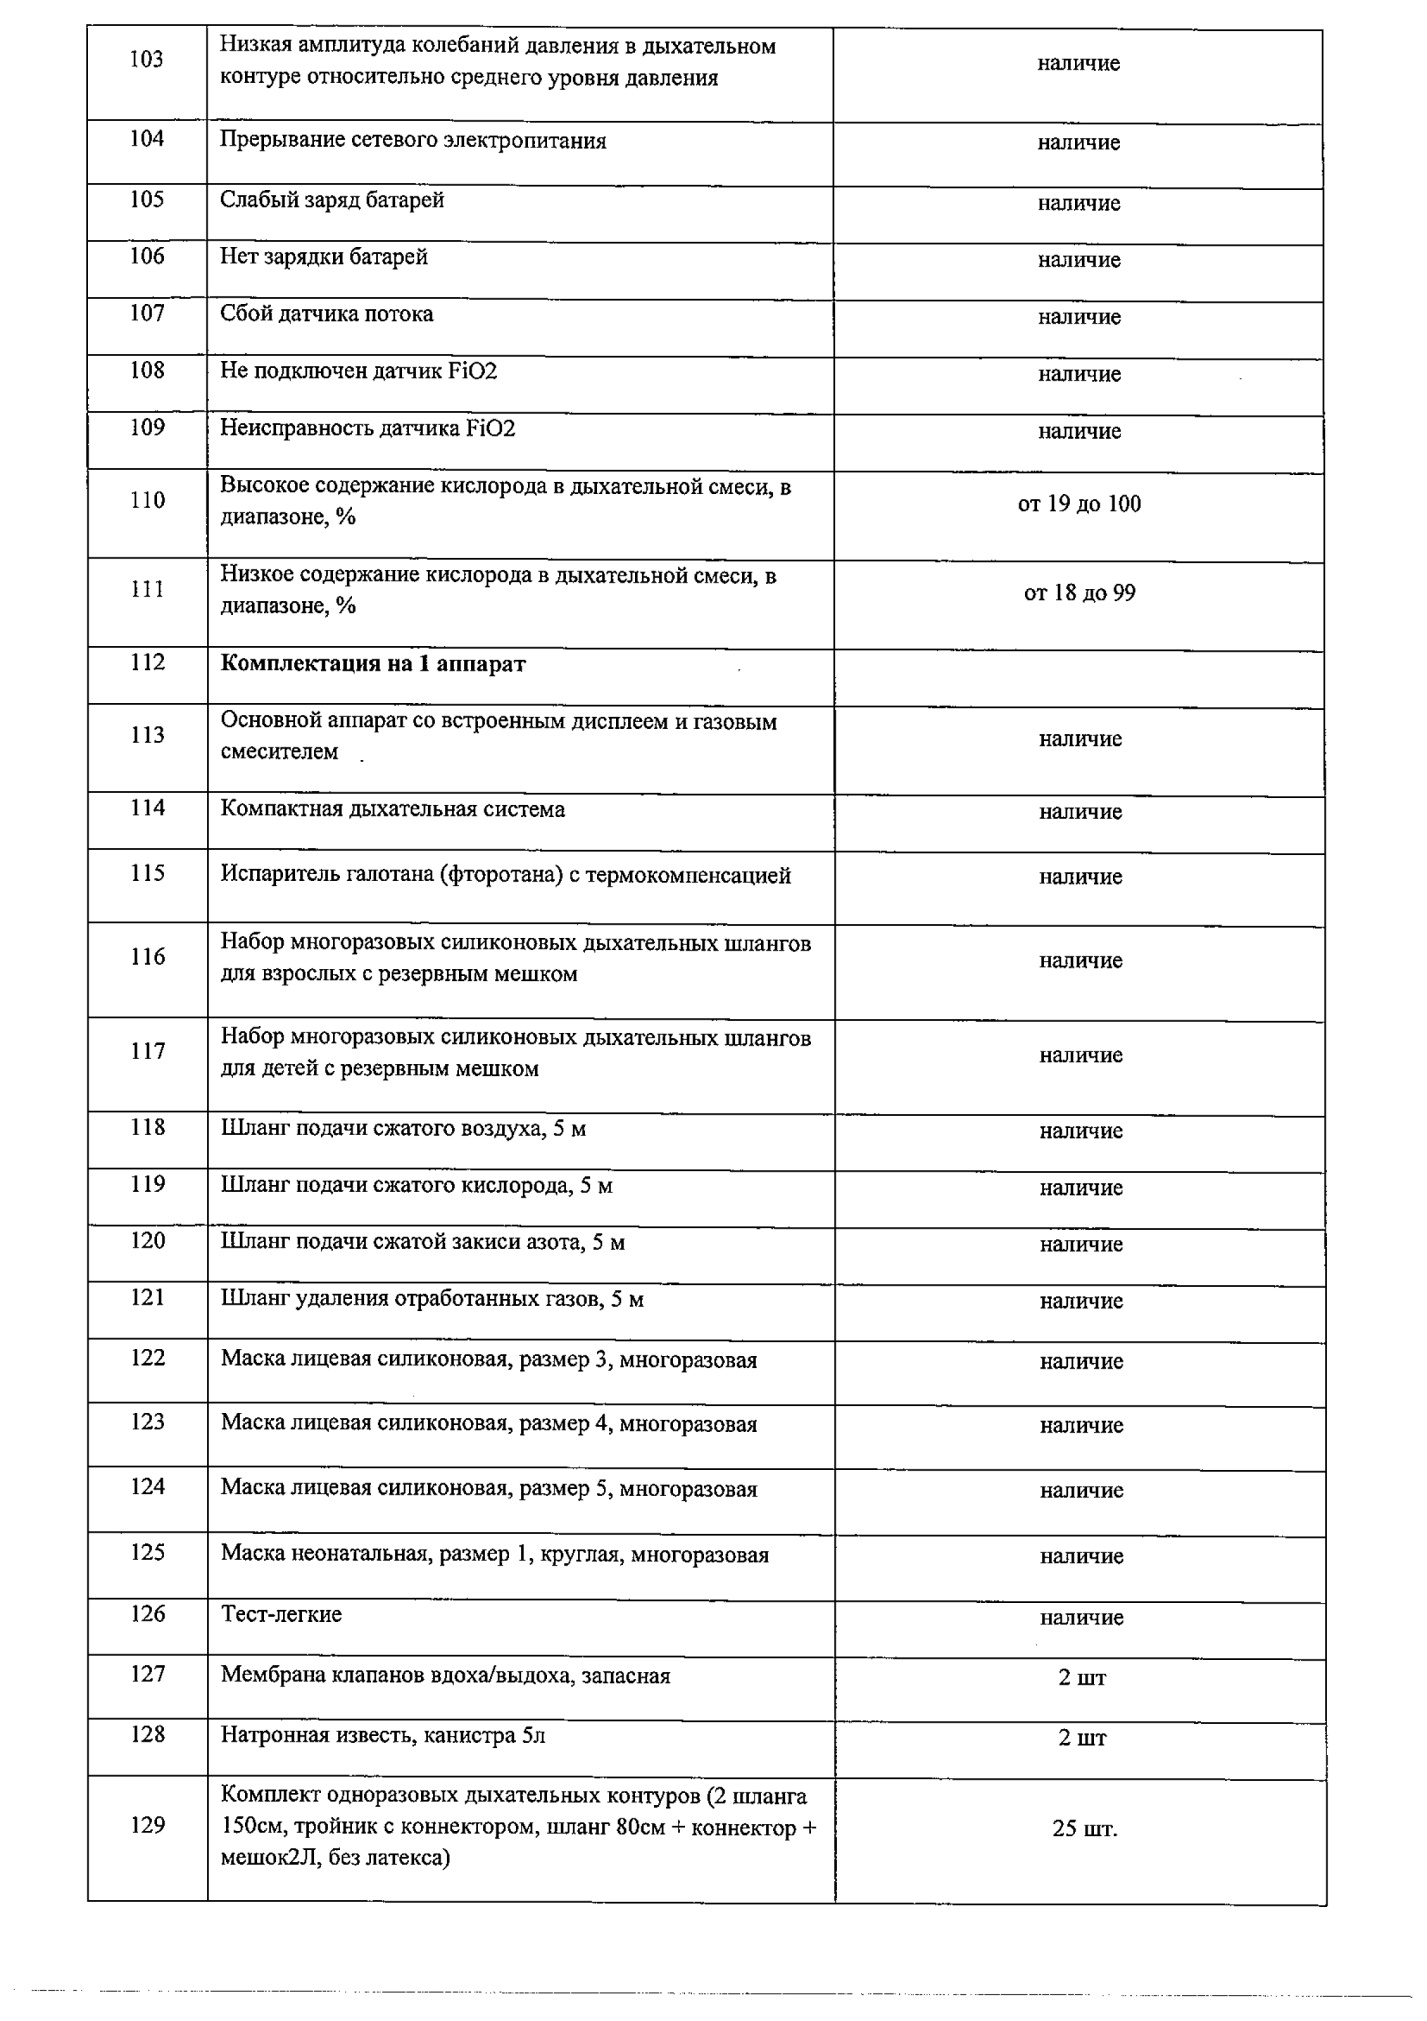 103
Низкая амплитуда колебаний давления в дыхательном
контуре относительно среднего уровня давления
наличие
104
Прерывание сетевого электропитания
наличие
105
Слабый заряд батарей
наличие
106
Нет зарядки батарей
наличие
107
Сбой датчика потока
наличие
108
Не подключен датчик FiO2
наличие
109
Неисправность датчика FiO2
наличие
110
Высокое содержание кислорода в дыхательной смеси, в
диапазоне, %
от 19 до 100
111
Низкое содержание кислорода в дыхательной смеси, в
диапазоне, %
от 18 до 99
112
Комплектация на 1 аппарат
113
Основной аппарат со встроенным дисплеем и газовым
смесителем
наличие
114
Компактная дыхательная система
наличие
115
Испаритель галотана (фторотана) с термокомпенсацией
наличие
116
Набор многоразовых силиконовых дыхательных шлангов
для взрослых с резервным мешком
наличие
117
Набор многоразовых силиконовых дыхательных шлангов
для детей с резервным мешком
наличие
118
Шланг подачи сжатого воздуха, 5 м
наличие
119
Шланг подачи сжатого кислорода, 5 м
наличие
120
Шланг подачи сжатой закиси азота, 5 м
наличие
121
Шланг удаления отработанных газов, 5 м
наличие
122
Маска лицевая силиконовая, размер 3, многоразовая
наличие
123
Маска лицевая силиконовая, размер 4, многоразовая
наличие
124
Маска лицевая силиконовая, размер 5, многоразовая
наличие
125
Маска неонатальная, размер 1, круглая, многоразовая
наличие
126
Тест-легкие
наличие
127
Мембрана клапанов вдоха/выдоха, запасная
2 шт
128
Натронная известь, канистра 5л
2 шт
129
Комплект одноразовых дыхательных контуров (2 шланга
150см, тройник с коннектором, шланг 80см + коннектор +
мешок2Л, без латекса)
25 шт.